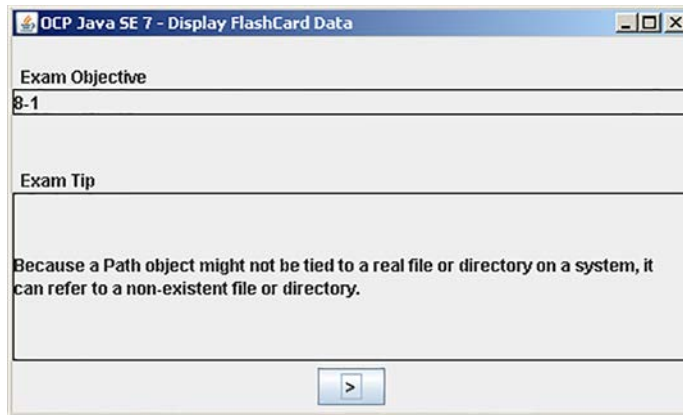 OCP Java SE 7 - Display FlashCard Data
Exam Objective
8-1
Exam Tip
Because a Path object might not be tied to a real file or directory on a system, it
can refer to a non-existent file or directory.
>